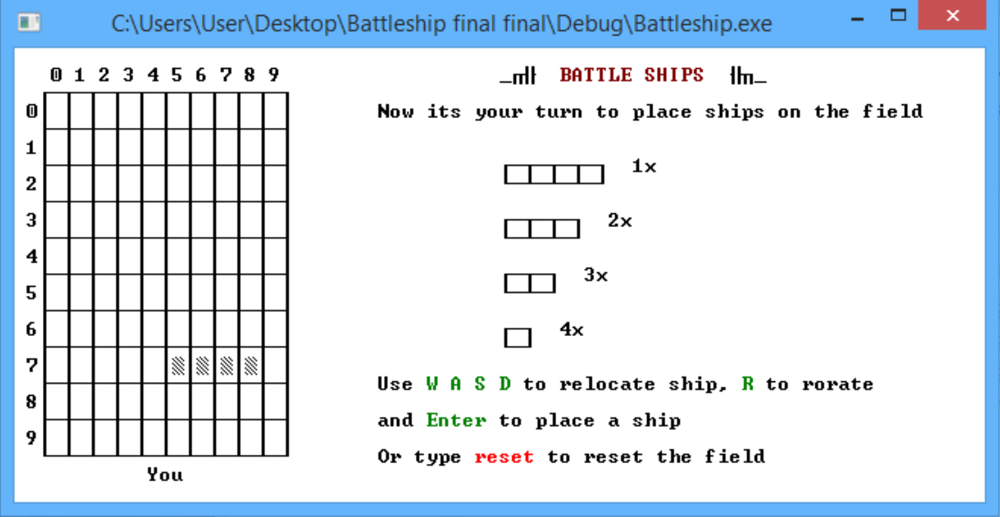 C:\Users\User\Desktop\Battleship final final\Debug\Battleship.exe
0 1 2 3 4 5 6 7 8 9
0
1
2
3
4
5
6
7
8
9
You
BATTLE SHIPS
Now its your turn to place ships on the field
1x
2x
3x
4x
Use W A S D to relocate ship, R to rorate
and Enter to place a ship
Or type reset to reset the field